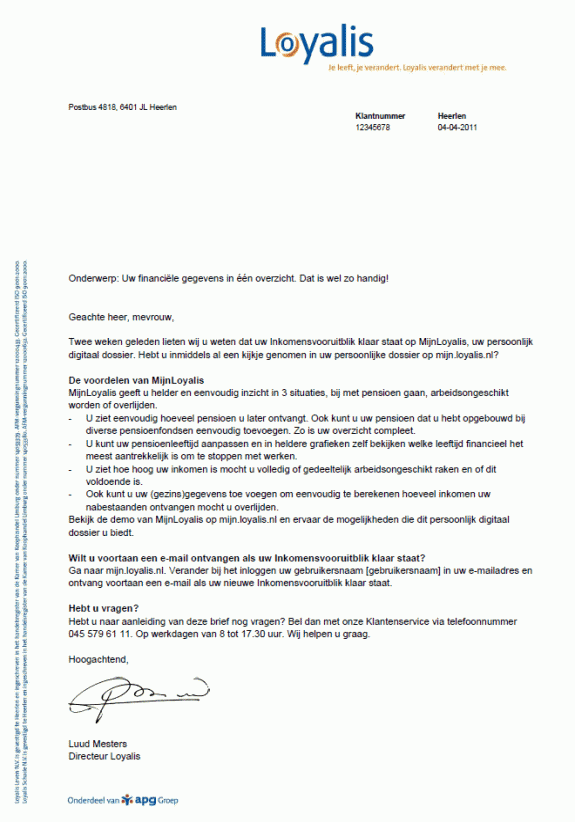 Loyalis
Je leeft, je verandert. Loyalis verandert met je mee.
Postbus 4818, 6401 JL Heerlen
Klantnummer Heerlen
12345678 04-04-2011
Onderwerp: Uw financiële gegevens in één overzicht. Dat is wel zo handig!
Geachte heer, mevrouw,
Twee weken geleden lieten wij u weten dat uw Inkomensvooruitblik klaar staat op MijnLoyalis, uw persoonlijk
digitaal dossier. Hebt u inmiddels al een kijkje genomen in uw persoonlijke dossier op mijn.loyalis.nl?
De voordelen van MijnLoyalis
MijnLoyalis geeft u helder en eenvoudig inzicht in 3 situaties, bij met pensioen gaan, arbeidsongeschikt
worden of overlijden.
- U ziet eenvoudig hoeveel pensioen u later ontvangt. Ook kunt u uw pensioen dat u hebt opgebouwd bij
diverse pensioenfondsen eenvoudig toevoegen. Zo is uw overzicht compleet.
- U kunt uw pensioenleeftijd aanpassen en in heldere grafieken zelf bekijken welke leeftijd financieel het
meest aantrekkelijk is om te stoppen met werken.
- U ziet hoe hoog uw inkomen is mocht u volledig of gedeeltelijk arbeidsongeschikt raken en of dit
voldoende is.
- Ook kunt u uw (gezins)gegevens toe voegen om eenvoudig te berekenen hoeveel inkomen uw
nabestaanden ontvangen mocht u overlijden.
Bekijk de demo van MijnLoyalis op mijn.loyalis.nl en ervaar de mogelijkheden die dit persoonlijk digitaal
dossier u biedt.
Wilt u voortaan een e-mail ontvangen als uw Inkomensvooruitblik klaar staat?
Ga naar mijn.loyalis.nl. Verander bij het inloggen uw gebruikersnaam [gebruikersnaam] in uw e-mailadres en
ontvang voortaan een e-mail als uw nieuwe Inkomensvooruitblik klaar staat.
Hebt u vragen?
Hebt u naar aanleiding van deze brief nog vragen? Bel dan met onze Klantenservice via telefoonnummer
045 579 61 11. Op werkdagen van 8 tot 17.30 uur. Wij helpen u graag.
Hoogachtend,
Luud Mesters
Directeur Loyalis
Onderdeel van apg Groep